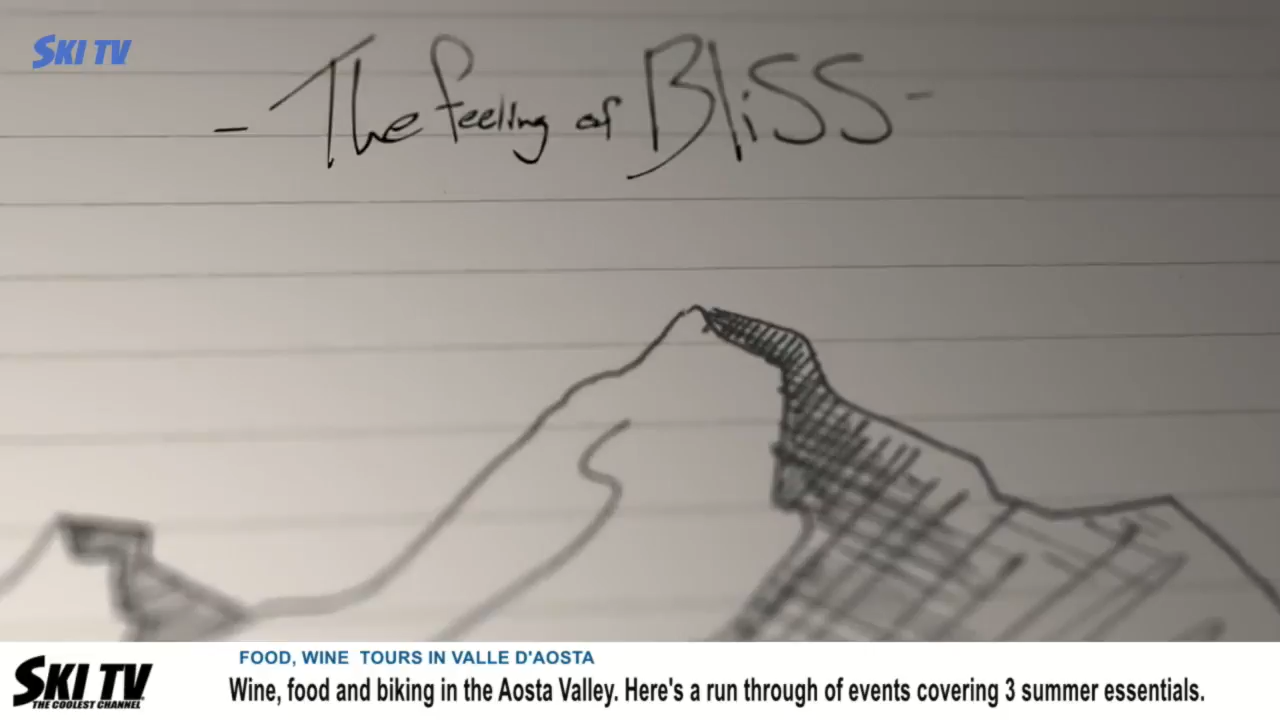 SKI TV
- The feeling of BliSS -
FOOD, WINE TOURS IN VALLE D'AOSTA
SKI TV
THE COOLEST CHANNEL
Wine, food and biking in the Aosta Valley. Here's a run through of events covering 3 summer essentials.